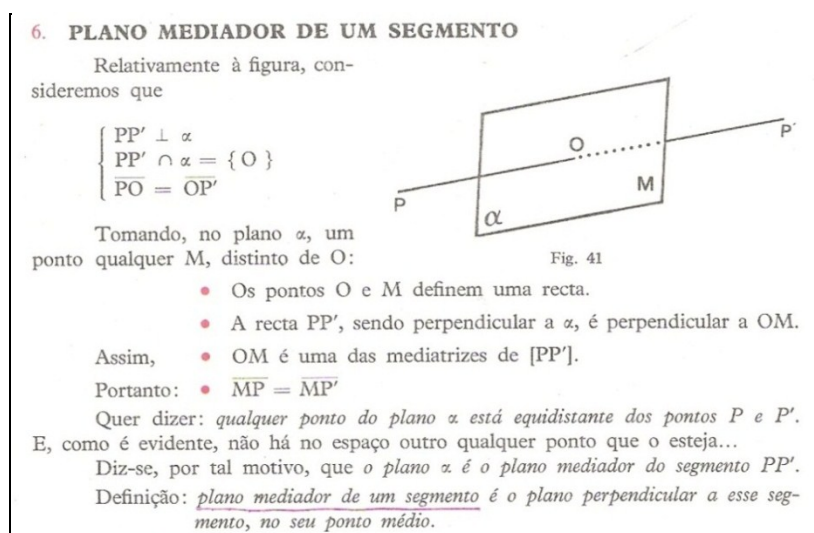 6. PLANO MEDIADOR DE UM SEGMENTO
Relativamente à figura, con-
sideremos que
PP′ ⊥ α
PP′ ∩ α = { O }
P̅O̅ = O̅P̅′
Tomando, no plano α, um
ponto qualquer M, distinto de O:
P
O
α
M
P′
Fig. 41
• Os pontos O e M definem uma recta.
• A recta PP′, sendo perpendicular a α, é perpendicular a OM.
Assim, • OM é uma das mediatrizes de [PP′].
Portanto: • M̅P̅ = M̅P̅′
Quer dizer: qualquer ponto do plano α está equidistante dos pontos P e P′.
E, como é evidente, não há no espaço outro qualquer ponto que o esteja...
Diz-se, por tal motivo, que o plano α é o plano mediador do segmento PP′.
Definição: plano mediador de um segmento é o plano perpendicular a esse seg-
mento, no seu ponto médio.